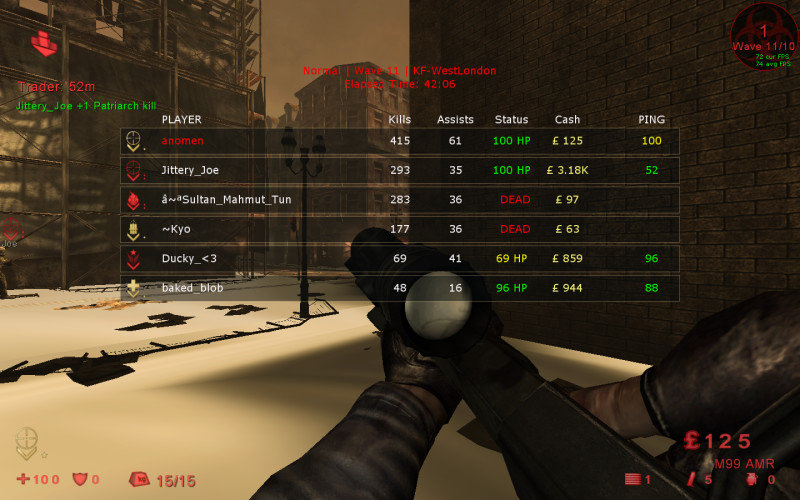 1
Wave 11/10
72 cur FPS
74 avg FPS
Normal | Wave 11 | KF-WestLondon
Elapsed Time: 42:06
Trader: 52m
Jittery_Joe +1 Patriarch kill
PLAYER Kills Assists Status Cash PING
anomen 415 61 100 HP £ 125 100
Jittery_Joe 293 35 100 HP £ 3.18K 52
å~ªSultan_Mahmut_Tun 283 36 DEAD £ 97
~Kyo 177 36 DEAD £ 63
Ducky_<3 69 41 69 HP £ 859 96
baked_blob 48 16 96 HP £ 944 88
Joe
£125
M99 AMR
100 0 15/15 1 5 0